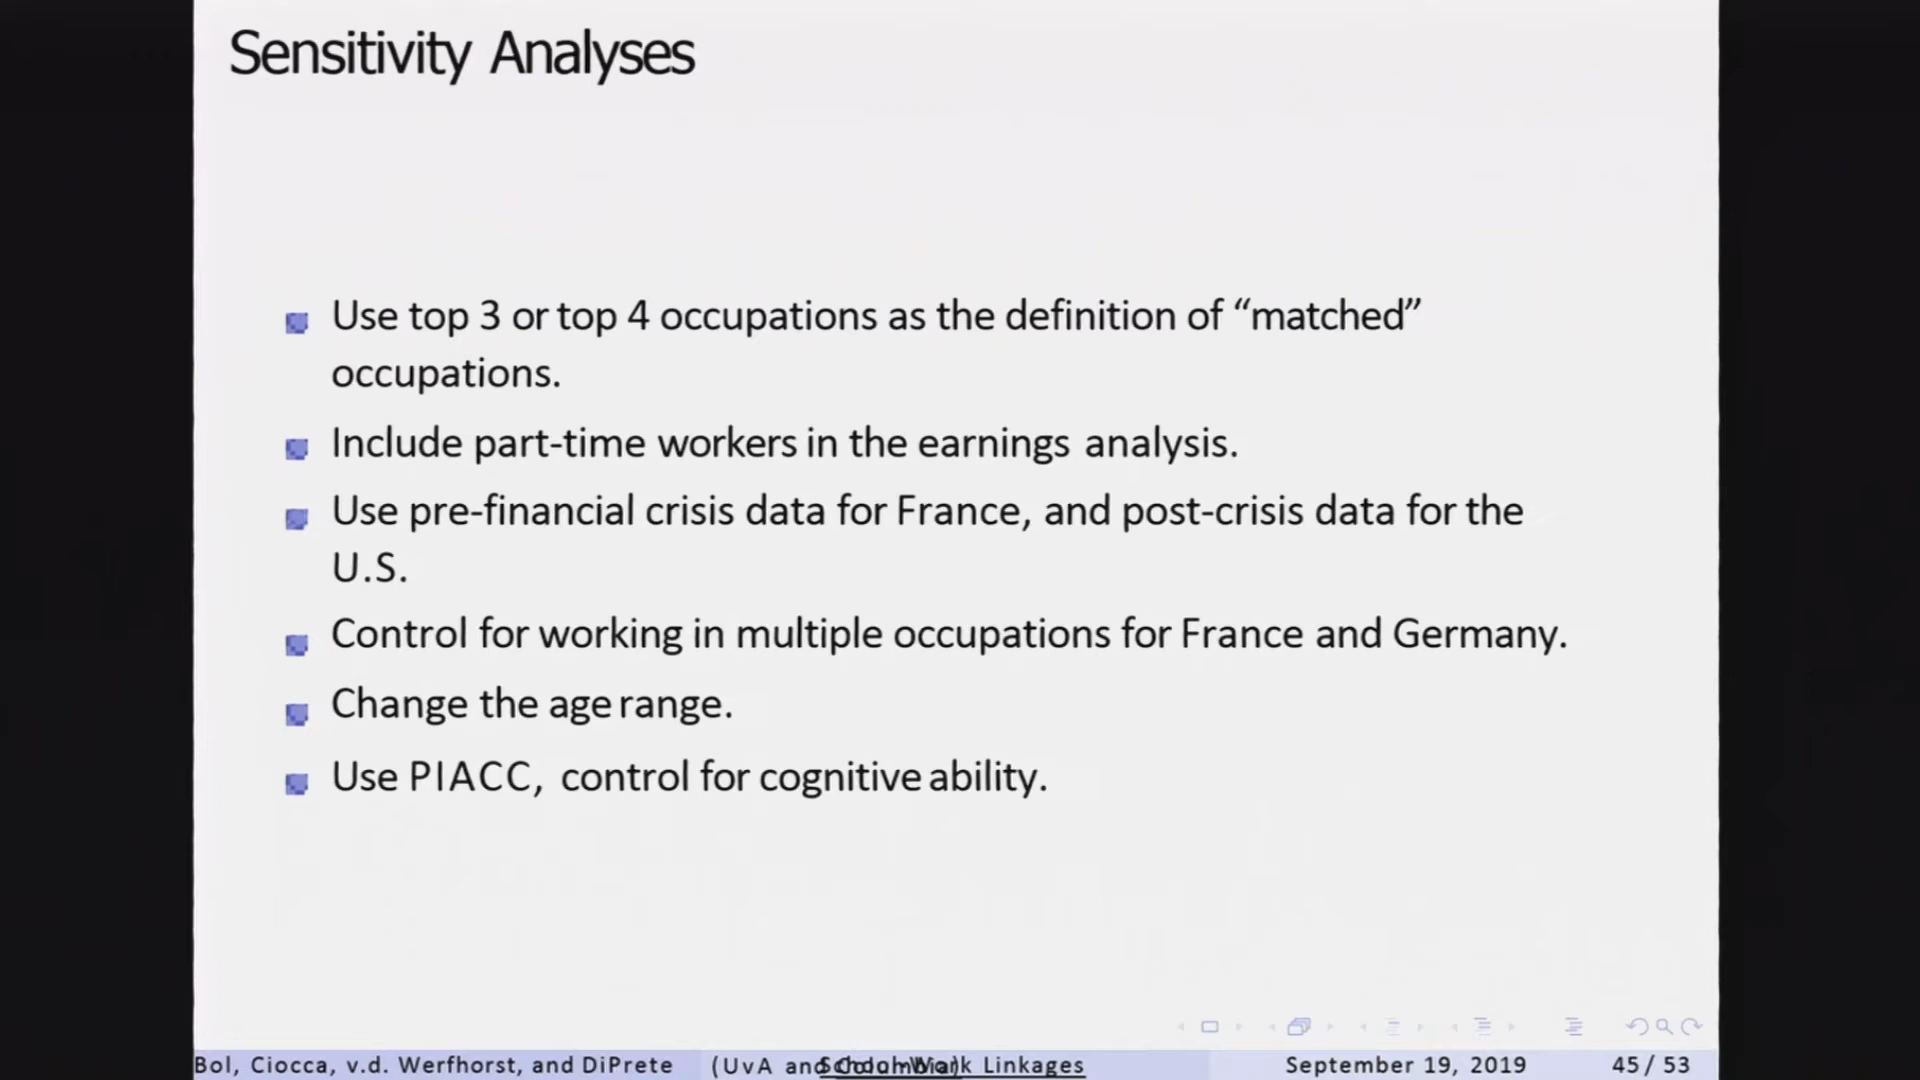 Sensitivity Analyses
Use top 3 or top 4 occupations as the definition of “matched”
occupations.
Include part-time workers in the earnings analysis.
Use pre-financial crisis data for France, and post-crisis data for the
U.S.
Control for working in multiple occupations for France and Germany.
Change the age range.
Use PIACC, control for cognitive ability.
Bol, Ciocca, v.d. Werfhorst, and DiPrete (UvA and Linkages September 19, 2019 45 / 53